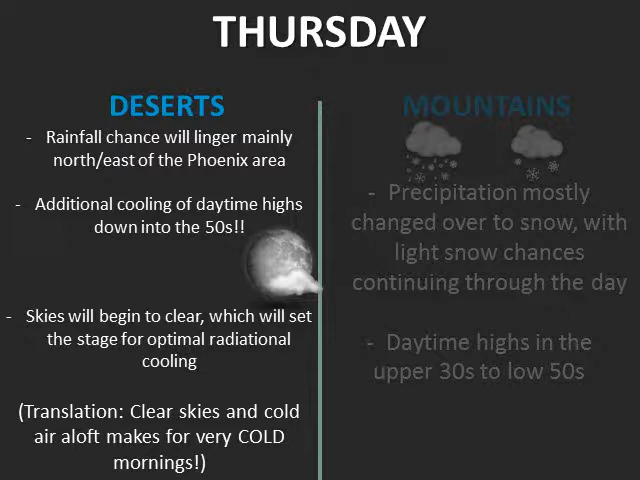 THURSDAY
DESERTS
- Rainfall chance will linger mainly
north/east of the Phoenix area
- Additional cooling of daytime highs
down into the 50s!!
- Skies will begin to clear, which will set
the stage for optimal radiational
cooling
(Translation: Clear skies and cold
air aloft makes for very COLD
mornings!)
MOUNTAINS
- Precipitation mostly
changed over to snow, with
light snow chances
continuing through the day
- Daytime highs in the
upper 30s to low 50s